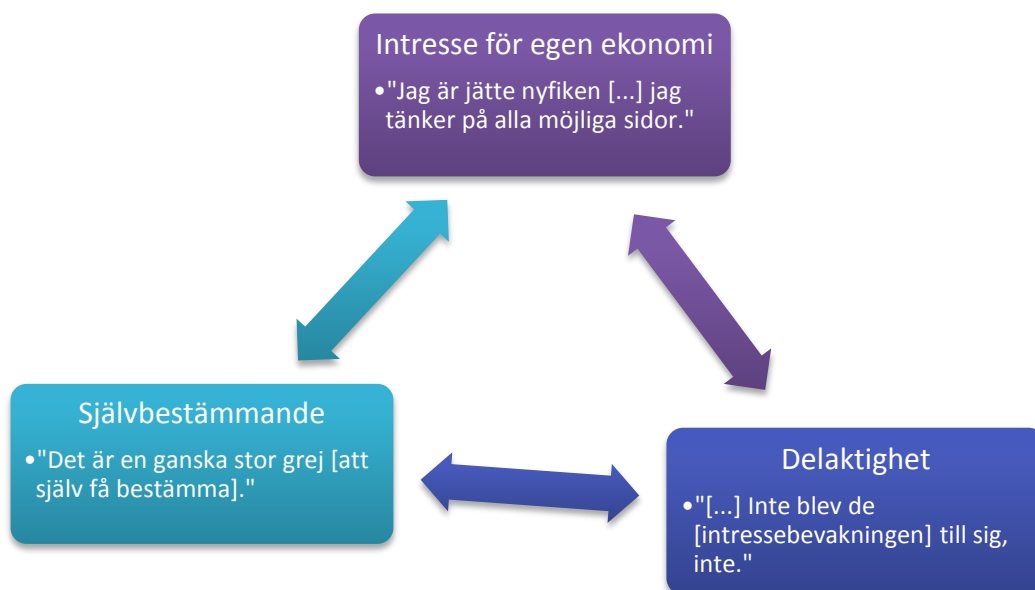 Intresse för egen ekonomi
•"Jag är jätte nyfiken [...] jag
tänker på alla möjliga sidor."
Självbestämmande
•"Det är en ganska stor grej [att
själv få bestämma]."
Delaktighet
•"[...] Inte blev de
[intressebevakningen] till sig,
inte."